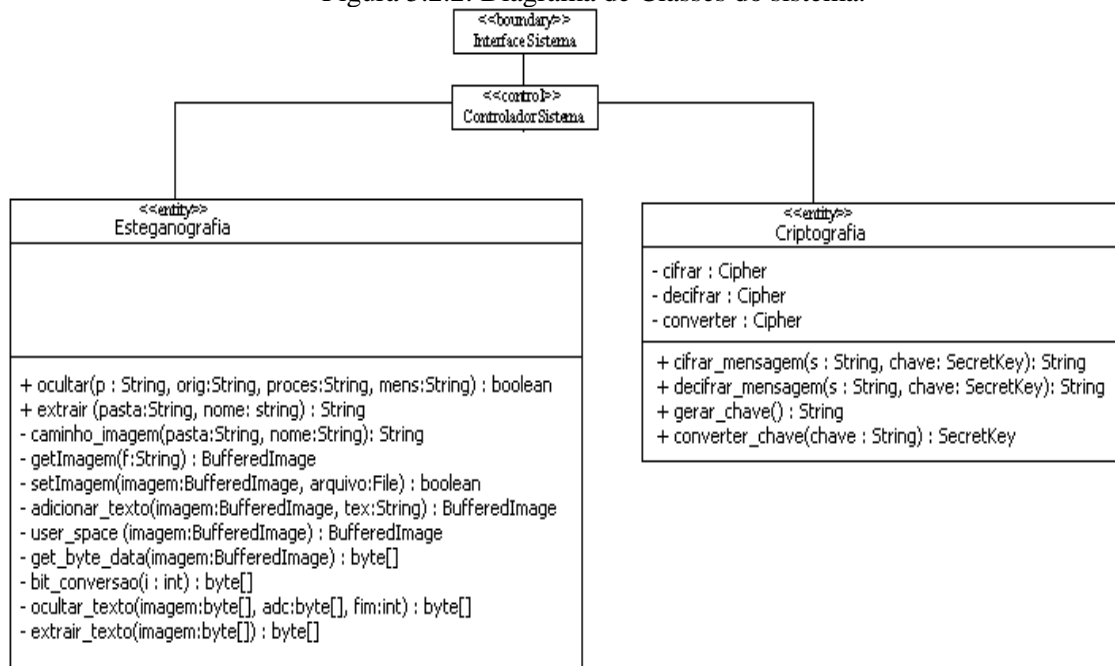 Figura 3.2.2: Diagrama de Classes do sistema.
<<boundary>>
InterfaceSistema
<<control>>
ControladorSistema
<<entity>>
Esteganografia
+ ocultar(p : String, orig:String, proces:String, mens:String) : boolean
+ extrair (pasta:String, nome: string) : String
- caminho_imagem(pasta:String, nome:String): String
- getImagem(f:String) : BufferedImage
- setImagem(imagem:BufferedImage, arquivo:File) : boolean
- adicionar_texto(imagem:BufferedImage, tex:String) : BufferedImage
- user_space (imagem:BufferedImage) : BufferedImage
- get_byte_data(imagem:BufferedImage) : byte[]
- bit_conversao(i : int) : byte[]
- ocultar_texto(imagem:byte[], adc:byte[], fim:int) : byte[]
- extrair_texto(imagem:byte[]) : byte[]
<<entity>>
Criptografia
- cifrar : Cipher
- decifrar : Cipher
- converter : Cipher
+ cifrar_mensagem(s : String, chave: SecretKey): String
+ decifrar_mensagem(s : String, chave: SecretKey): String
+ gerar_chave() : String
+ converter_chave(chave : String) : SecretKey